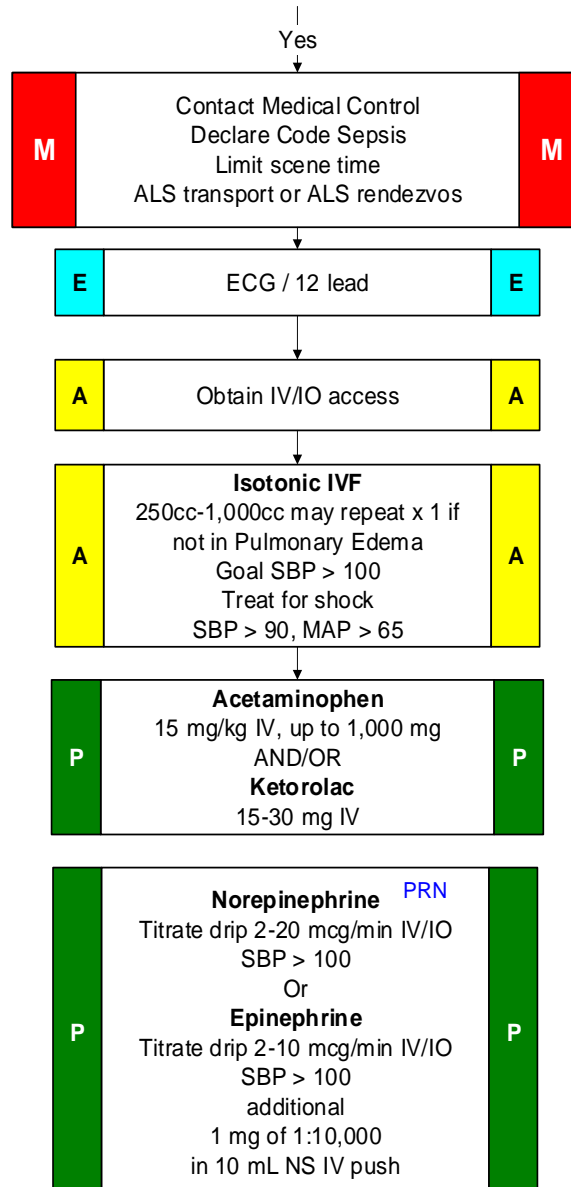 Yes
M
Contact Medical Control
Declare Code Sepsis
Limit scene time
ALS transport or ALS rendezvos
M
E
ECG / 12 lead
E
A
Obtain IV/IO access
A
A
Isotonic IVF
250cc-1,000cc may repeat x 1 if
not in Pulmonary Edema
Goal SBP > 100
Treat for shock
SBP > 90, MAP > 65
A
P
Acetaminophen
15 mg/kg IV, up to 1,000 mg
AND/OR
Ketorolac
15-30 mg IV
P
P
Norepinephrine PRN
Titrate drip 2-20 mcg/min IV/IO
SBP > 100
Or
Epinephrine
Titrate drip 2-10 mcg/min IV/IO
SBP > 100
additional
1 mg of 1:10,000
in 10 mL NS IV push
P